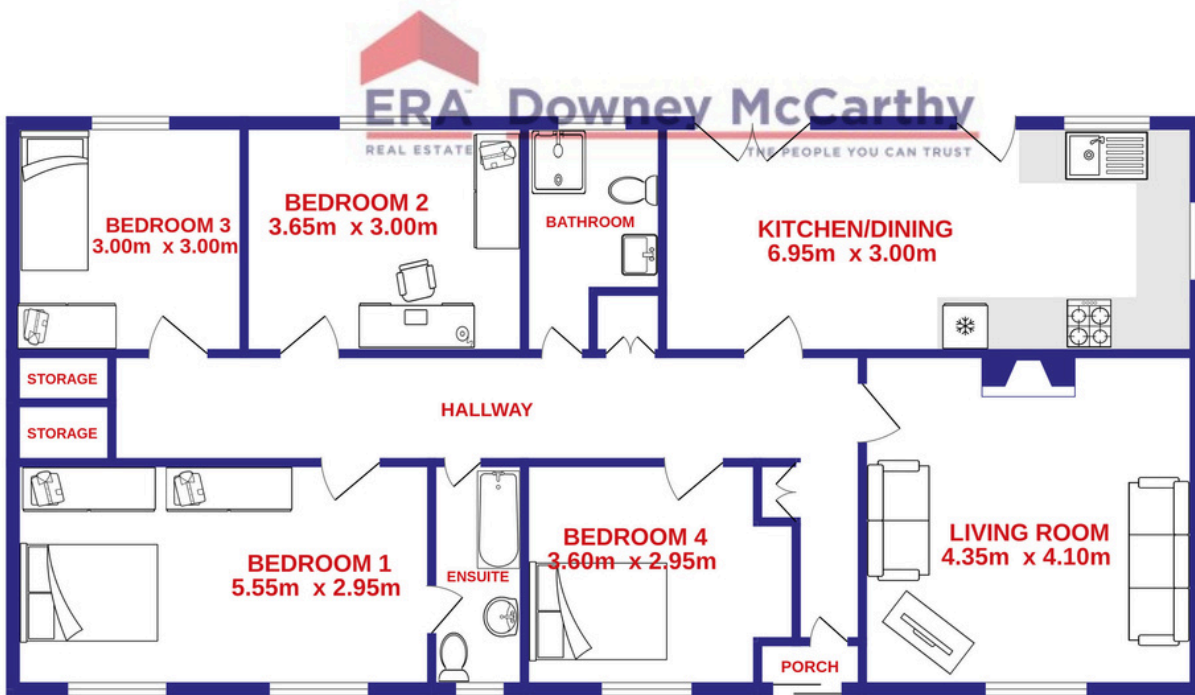 ERA™ Downey McCarthy
REAL ESTATE THE PEOPLE YOU CAN TRUST
BEDROOM 3
3.00m x 3.00m
BEDROOM 2
3.65m x 3.00m
BATHROOM
KITCHEN/DINING
6.95m x 3.00m
STORAGE
STORAGE
HALLWAY
BEDROOM 1
5.55m x 2.95m
ENSUITE
BEDROOM 4
3.60m x 2.95m
LIVING ROOM
4.35m x 4.10m
PORCH